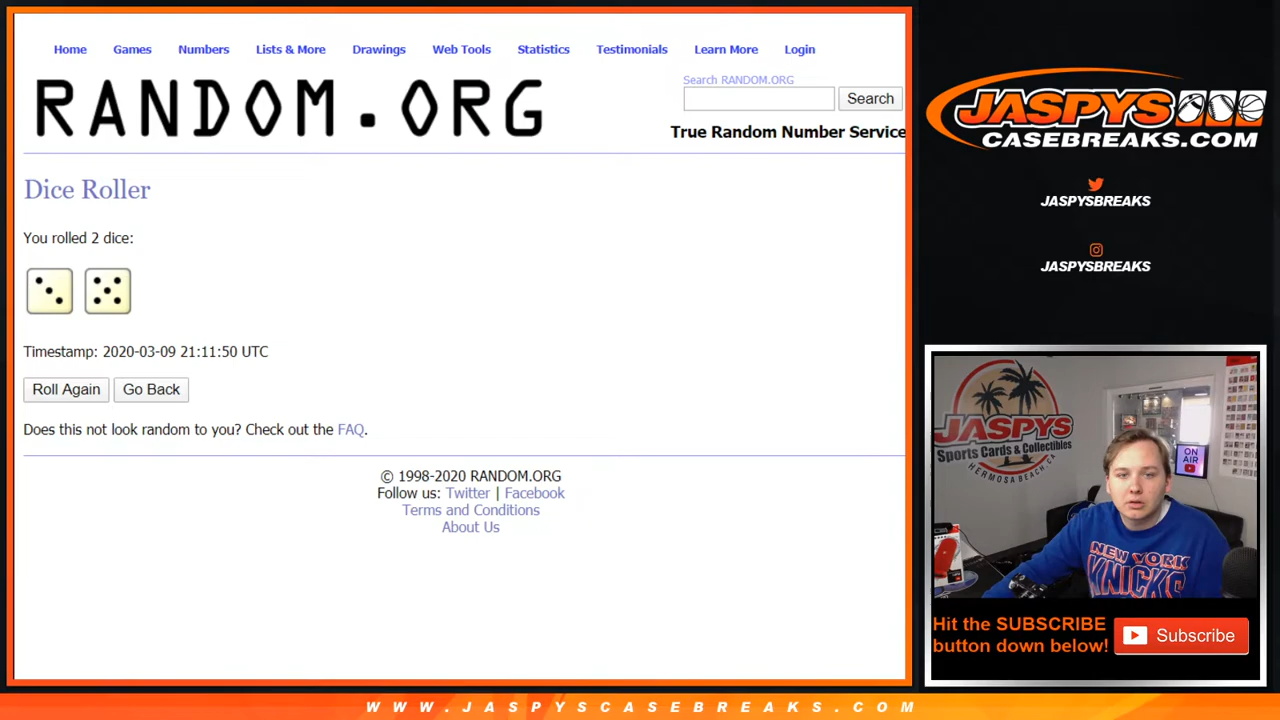 Home Games Numbers Lists & More Drawings Web Tools Statistics Testimonials Learn More Login
RANDOM.ORG
Search RANDOM.ORG
Search
True Random Number Service
Dice Roller
You rolled 2 dice:
Timestamp: 2020-03-09 21:11:50 UTC
Roll Again Go Back
Does this not look random to you? Check out the FAQ.
© 1998-2020 RANDOM.ORG
Follow us: Twitter | Facebook
Terms and Conditions
About Us
JASPYS
CASEBREAKS.COM
JASPYSBREAKS
JASPYSBREAKS
JASPYS
Sports Cards & Collectibles
HERMOSA BEACH, CA
ON AIR
NEW YORK
KNICKS
Hit the SUBSCRIBE
button down below!
Subscribe
WWW.JASPYSCASEBREAKS.COM